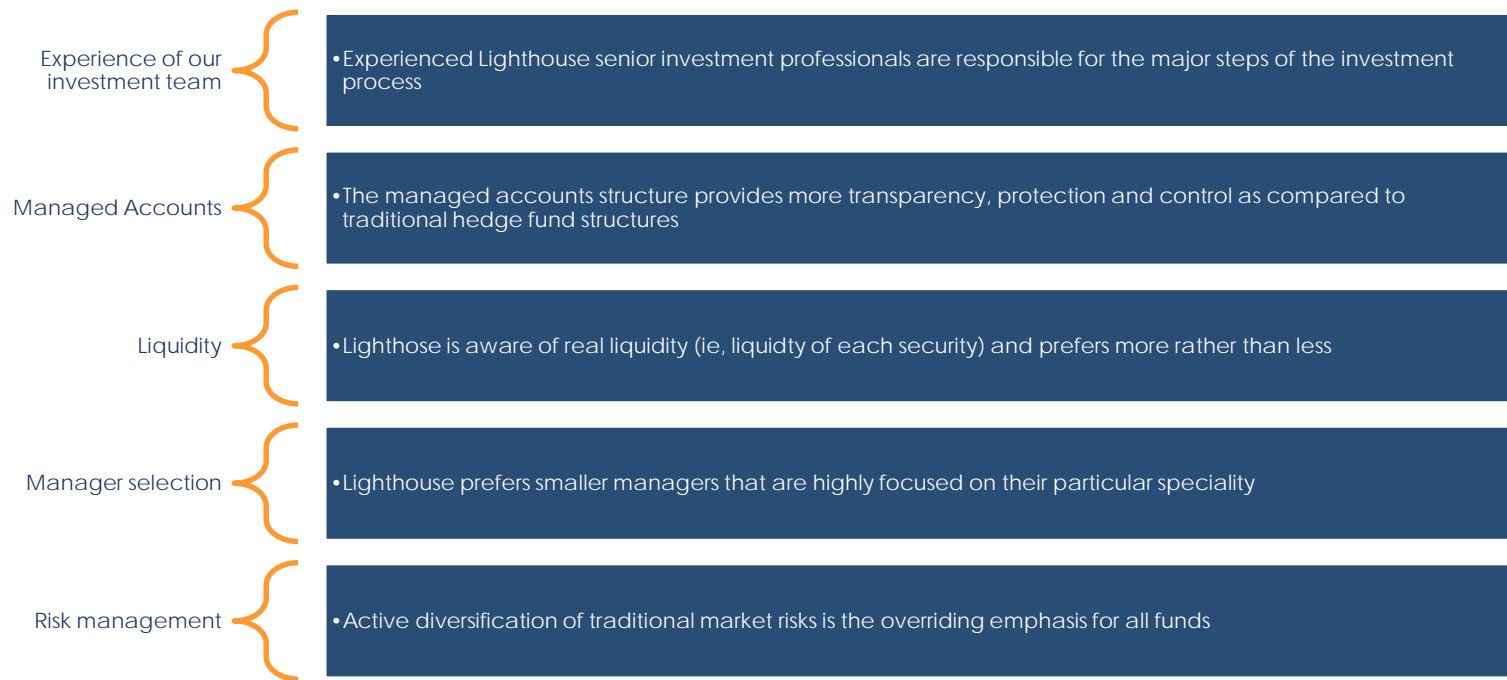 Experience of our
investment team
•Experienced Lighthouse senior investment professionals are responsible for the major steps of the investment
process
Managed Accounts
•The managed accounts structure provides more transparency, protection and control as compared to
traditional hedge fund structures
Liquidity
•Lighthose is aware of real liquidity (ie, liquidty of each security) and prefers more rather than less
Manager selection
•Lighthouse prefers smaller managers that are highly focused on their particular speciality
Risk management
•Active diversification of traditional market risks is the overriding emphasis for all funds